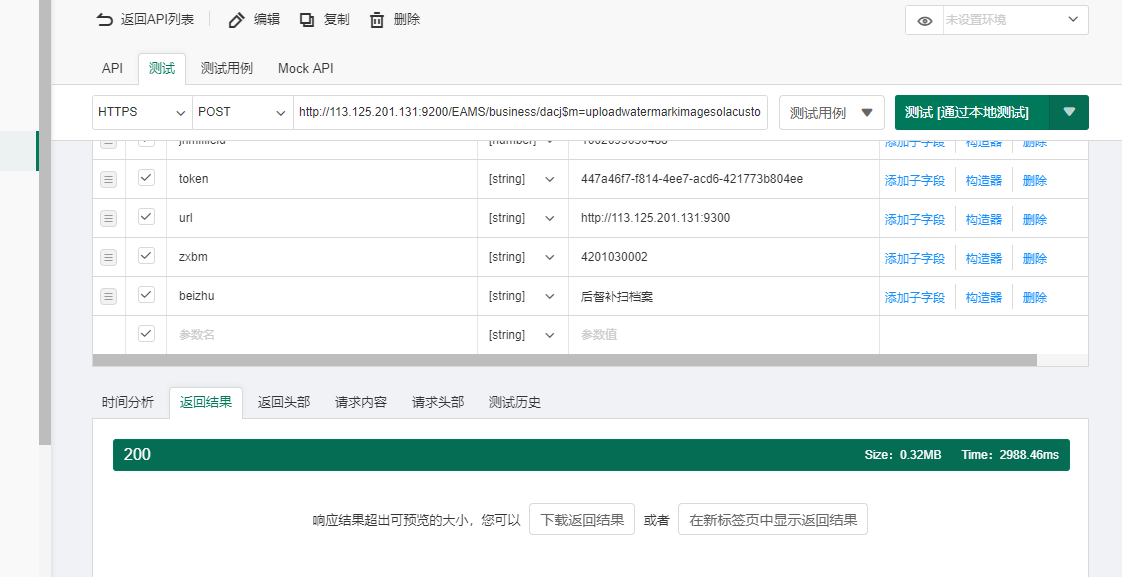 返回API列表 编辑 复制 删除 未设置环境
API 测试 测试用例 Mock API
HTTPS POST http://113.125.201.131:9200/EAMS/business/dacj$m=uploadwatermarkimagesolacusto 测试用例 测试 [通过本地测试]
[number] 添加子字段 构造器 删除
token [string] 447a46f7-f814-4ee7-acd6-421773b804ee 添加子字段 构造器 删除
url [string] http://113.125.201.131:9300 添加子字段 构造器 删除
zxbm [string] 4201030002 添加子字段 构造器 删除
beizhu [string] 后督补扫档案 添加子字段 构造器 删除
参数名 [string] 参数值
时间分析 返回结果 返回头部 请求内容 请求头部 测试历史
200 Size: 0.32MB Time: 2988.46ms
响应结果超出可预览的大小，您可以 下载返回结果 或者 在新标签页中显示返回结果